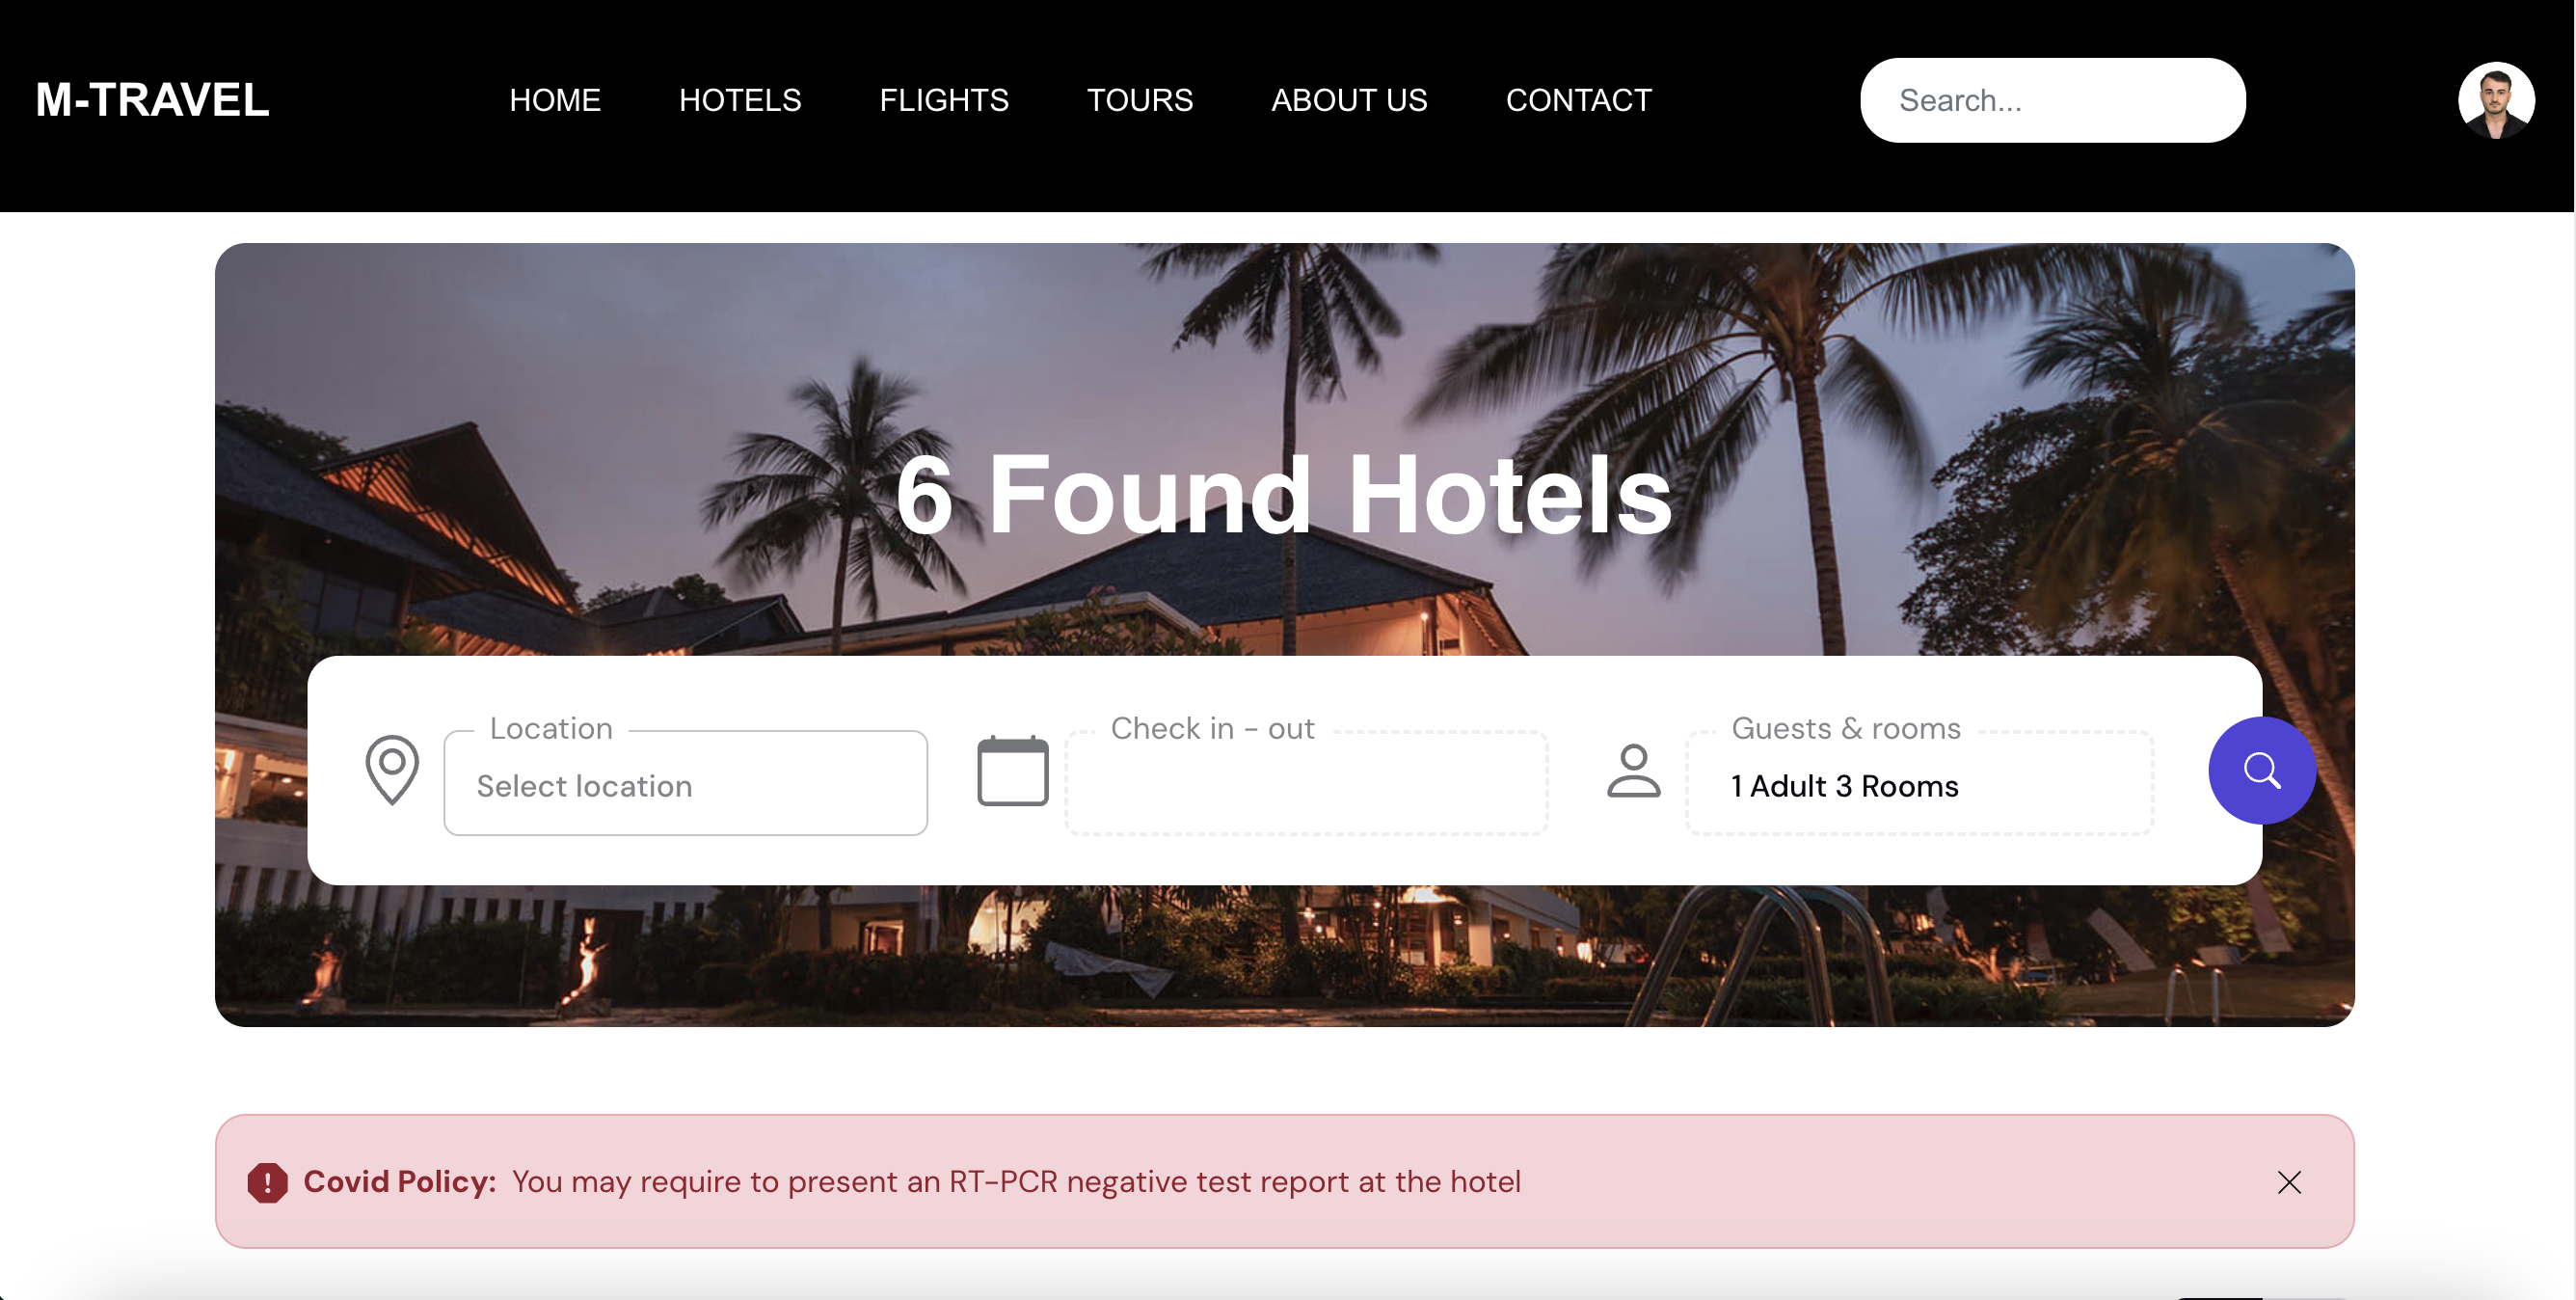 M-TRAVEL
HOME HOTELS FLIGHTS TOURS ABOUT US CONTACT
Search...
6 Found Hotels
Location
Select location
Check in - out
Guests & rooms
1 Adult 3 Rooms
Covid Policy: You may require to present an RT-PCR negative test report at the hotel